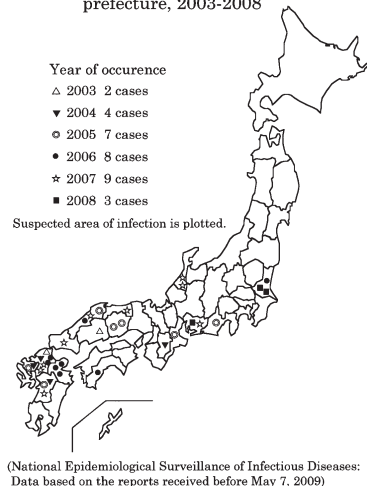 prefecture, 2003-2008
Year of occurence
△ 2003 2 cases
▼ 2004 4 cases
◎ 2005 7 cases
● 2006 8 cases
☆ 2007 9 cases
■ 2008 3 cases
Suspected area of infection is plotted.
(National Epidemiological Surveillance of Infectious Diseases:
Data based on the reports received before May 7, 2009)